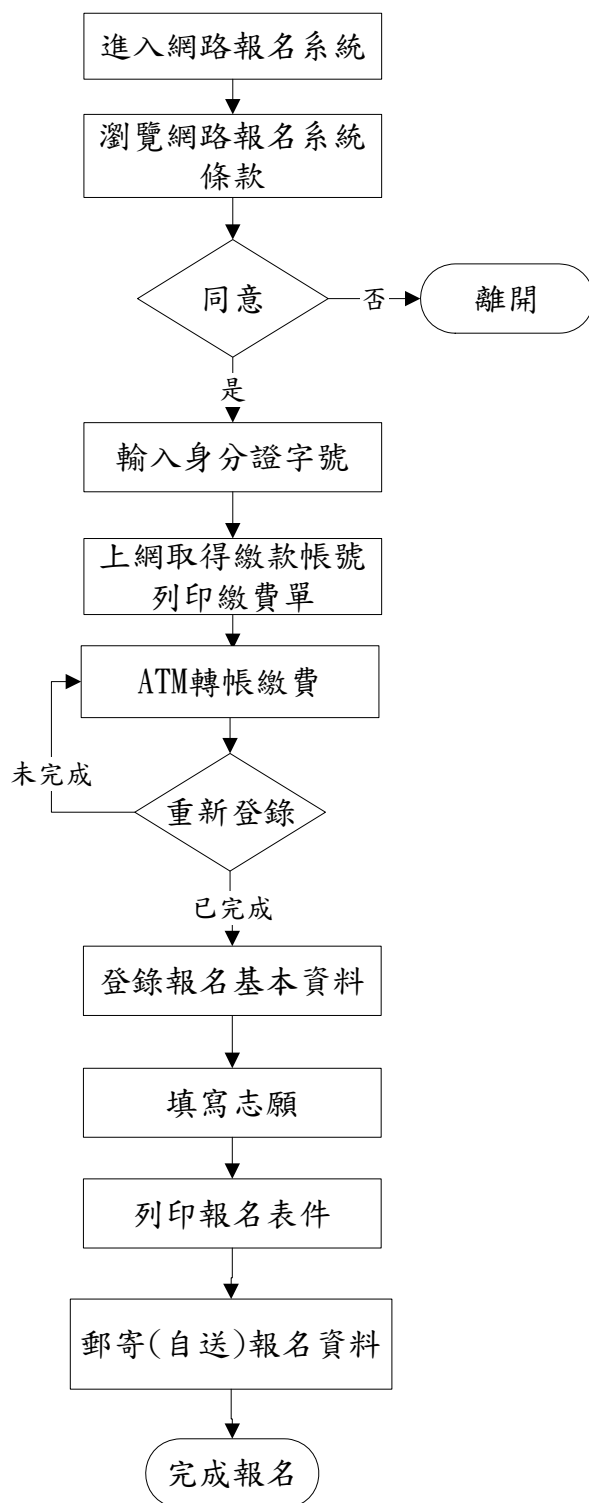 進入網路報名系統
瀏覽網路報名系統
條款
同意
否
離開
是
輸入身分證字號
上網取得繳款帳號
列印繳費單
ATM轉帳繳費
未完成
重新登錄
已完成
登錄報名基本資料
填寫志願
列印報名表件
郵寄(自送)報名資料
完成報名